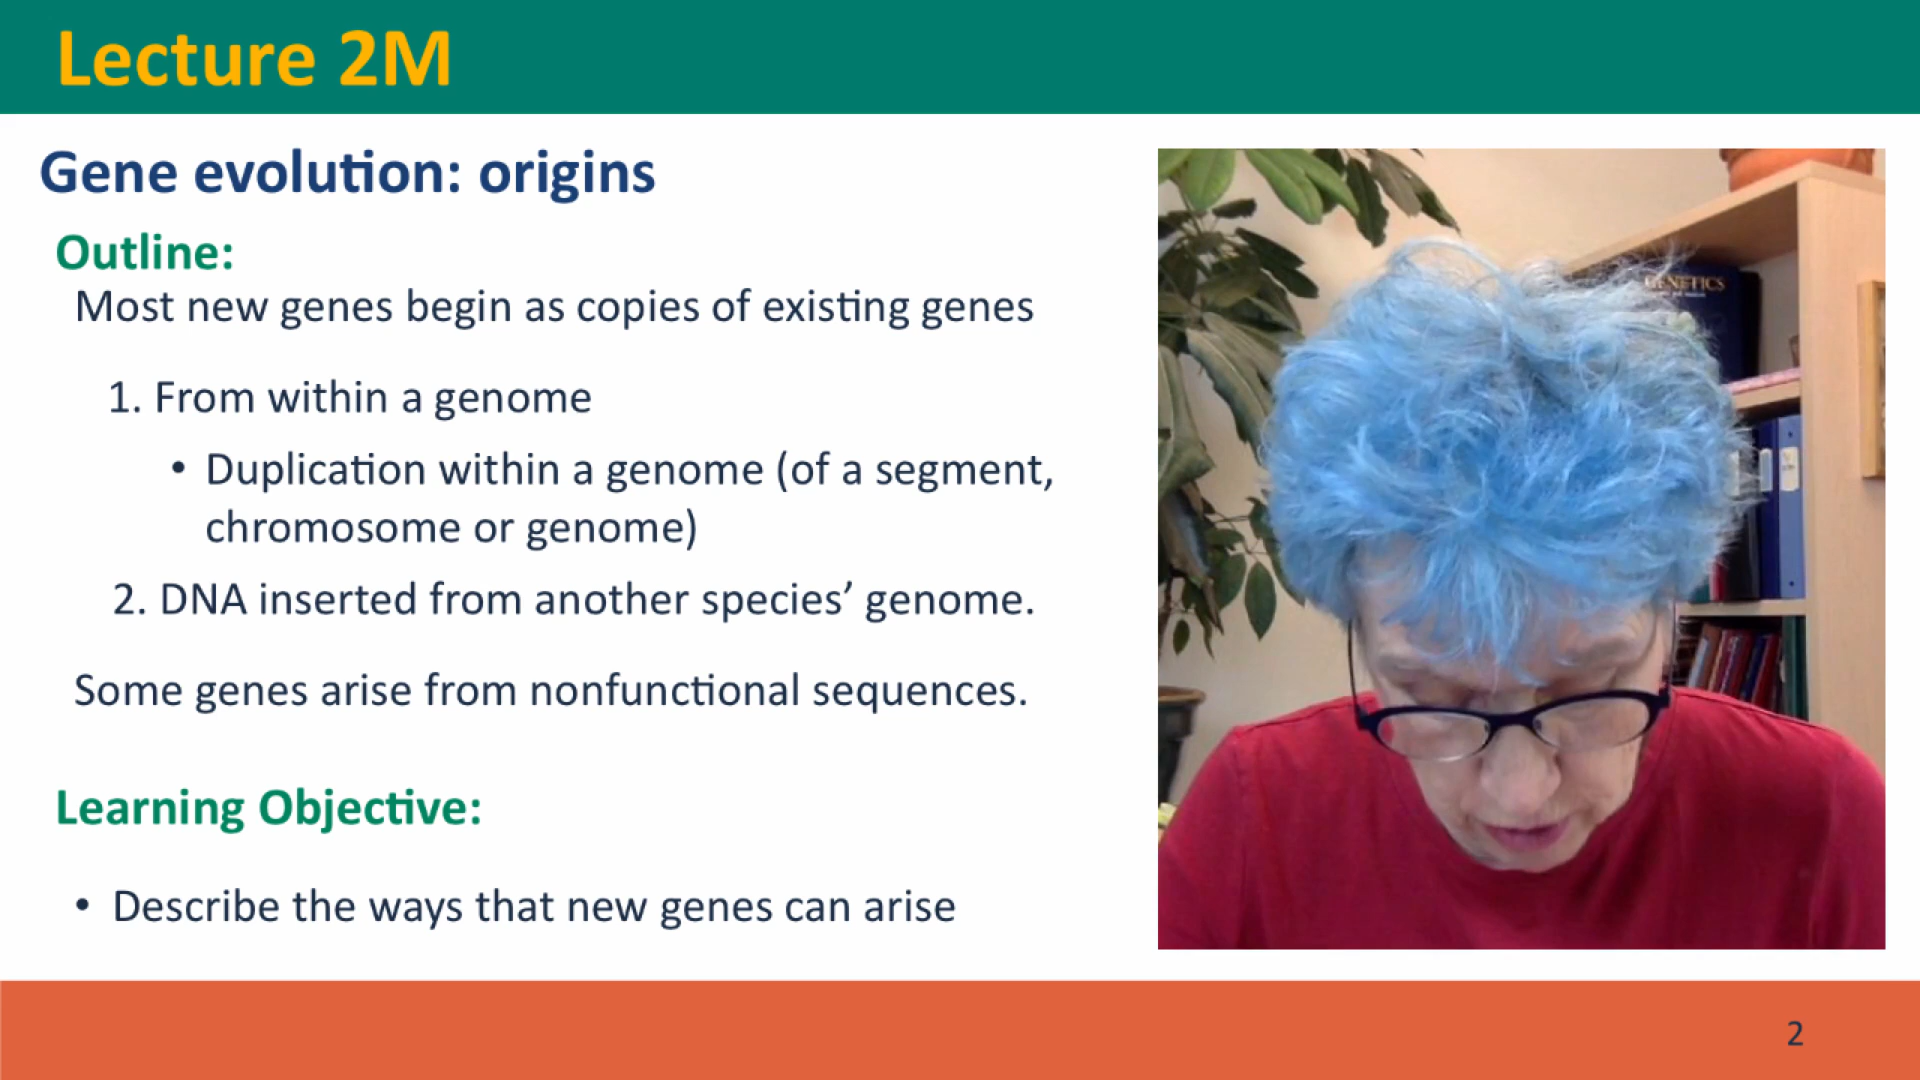 Lecture 2M
Gene evolution: origins
Outline:
Most new genes begin as copies of existing genes
1. From within a genome
• Duplication within a genome (of a segment,
chromosome or genome)
2. DNA inserted from another species’ genome.
Some genes arise from nonfunctional sequences.
Learning Objective:
• Describe the ways that new genes can arise
GENETICS
2